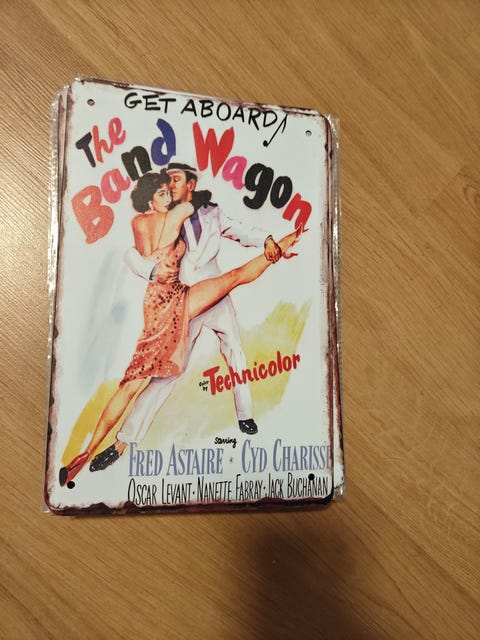 GET ABOARD
The
Band Wagon
Color by Technicolor
Starring
FRED ASTAIRE • CYD CHARISSE
OSCAR LEVANT • NANETTE FABRAY • JACK BUCHANAN